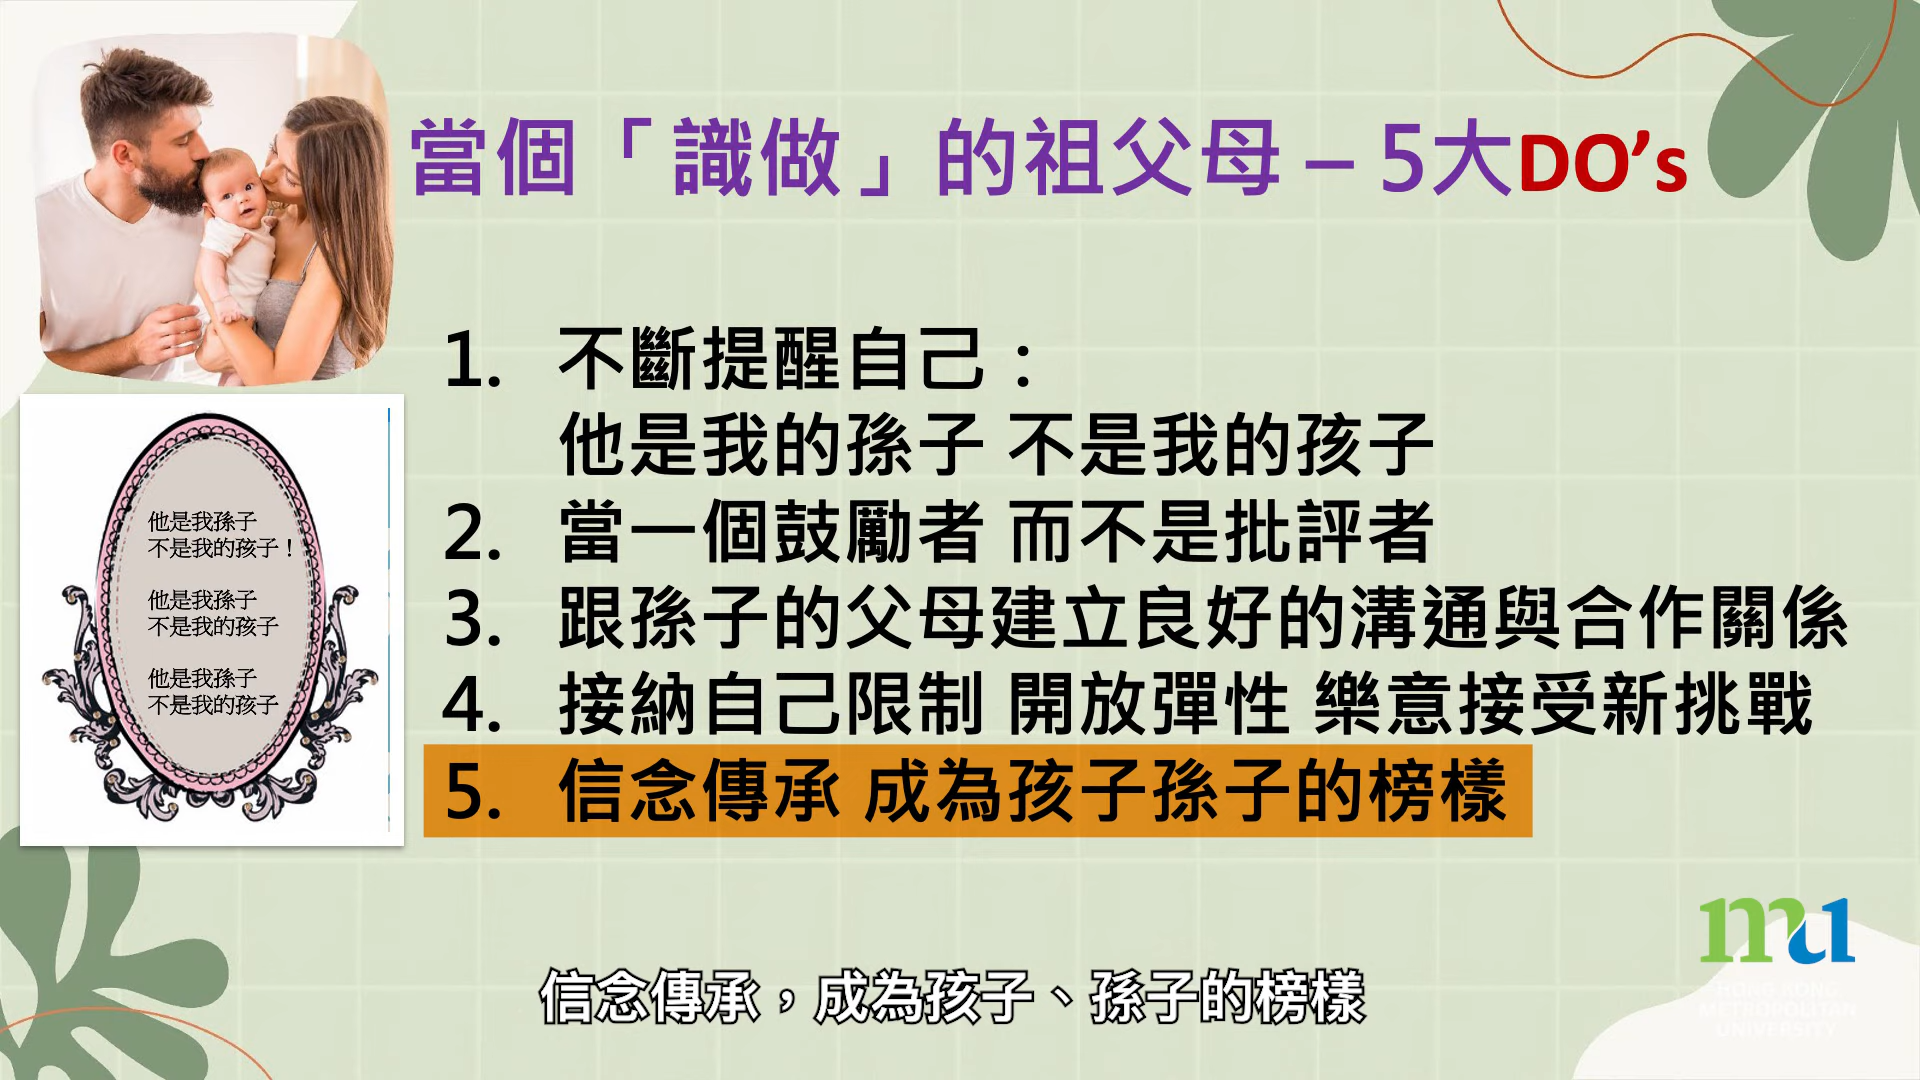 當個「識做」的祖父母 – 5大DO’s
1. 不斷提醒自己：
他是我的孫子 不是我的孩子
2. 當一個鼓勵者 而不是批評者
3. 跟孫子的父母建立良好的溝通與合作關係
4. 接納自己限制 開放彈性 樂意接受新挑戰
5. 信念傳承 成為孩子孫子的榜樣
他是我孫子
不是我的孩子！
他是我孫子
不是我的孩子
他是我孫子
不是我的孩子
mu
HONG KONG
METROPOLITAN
UNIVERSITY
信念傳承，成為孩子、孫子的榜樣